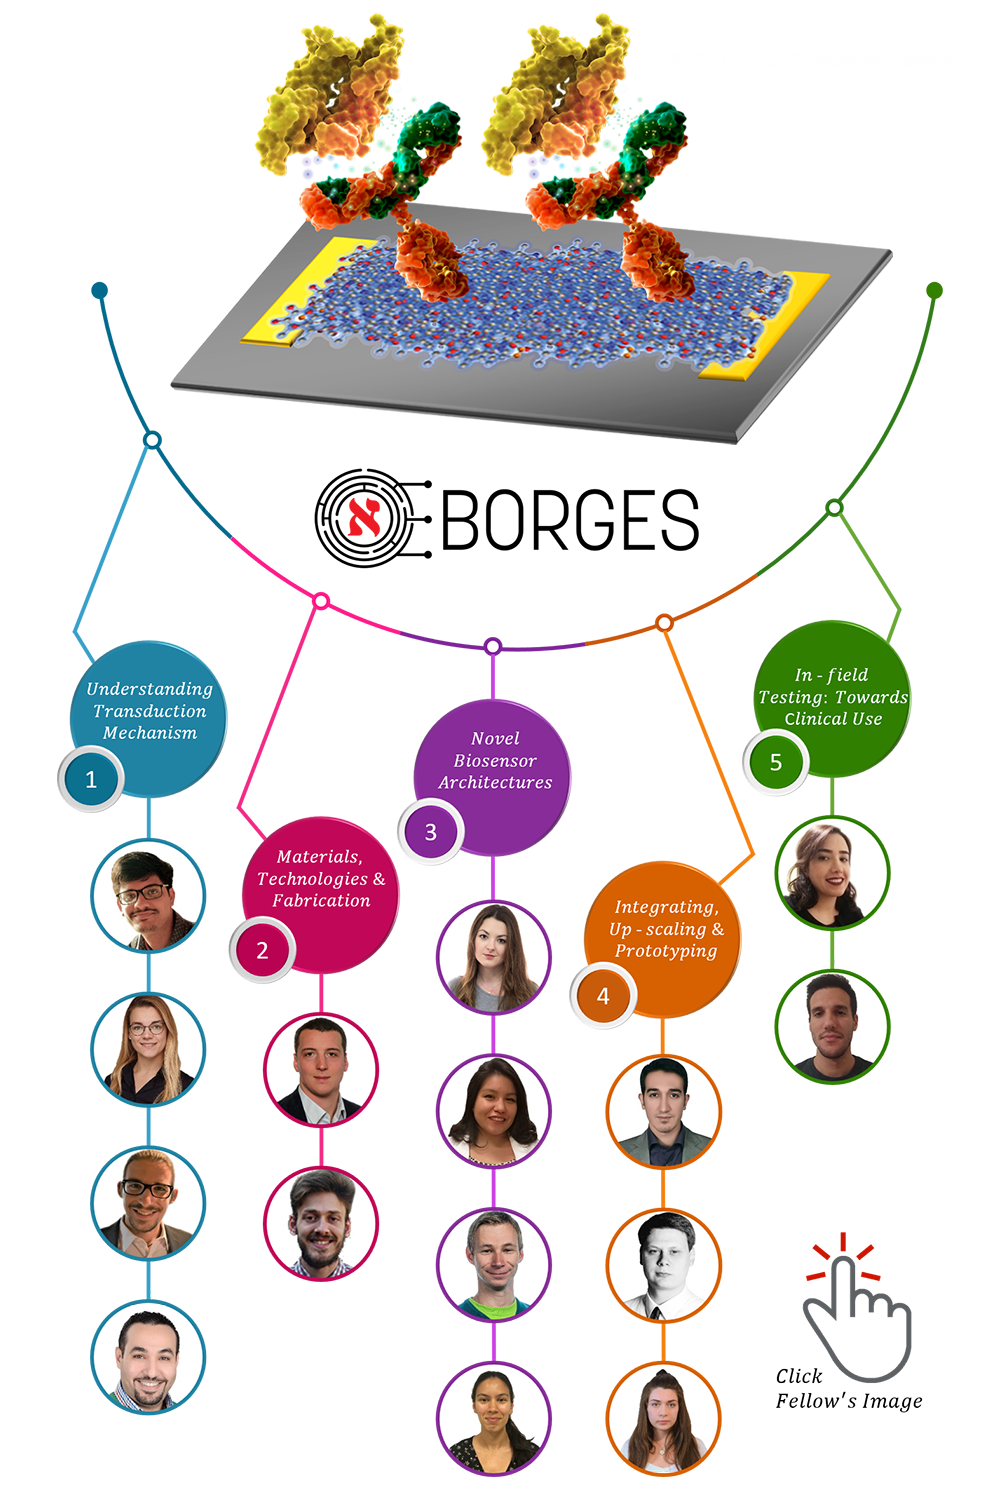 א BORGES
Understanding
Transduction
Mechanism
1
Materials,
Technologies &
Fabrication
2
Novel
Biosensor
Architectures
3
Integrating,
Up - scaling &
Prototyping
4
In - field
Testing: Towards
Clinical Use
5
Click
Fellow's Image